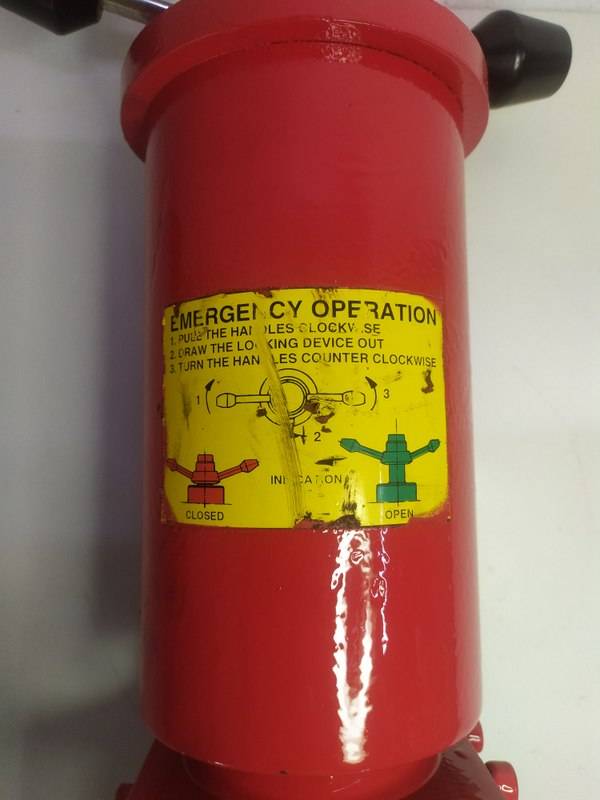 EMERGENCY OPERATION
1. PULL THE HANDLES CLOCKWISE
2. DRAW THE LOCKING DEVICE OUT
3. TURN THE HANDLES COUNTER CLOCKWISE
1 3
2
INDICATION
CLOSED OPEN